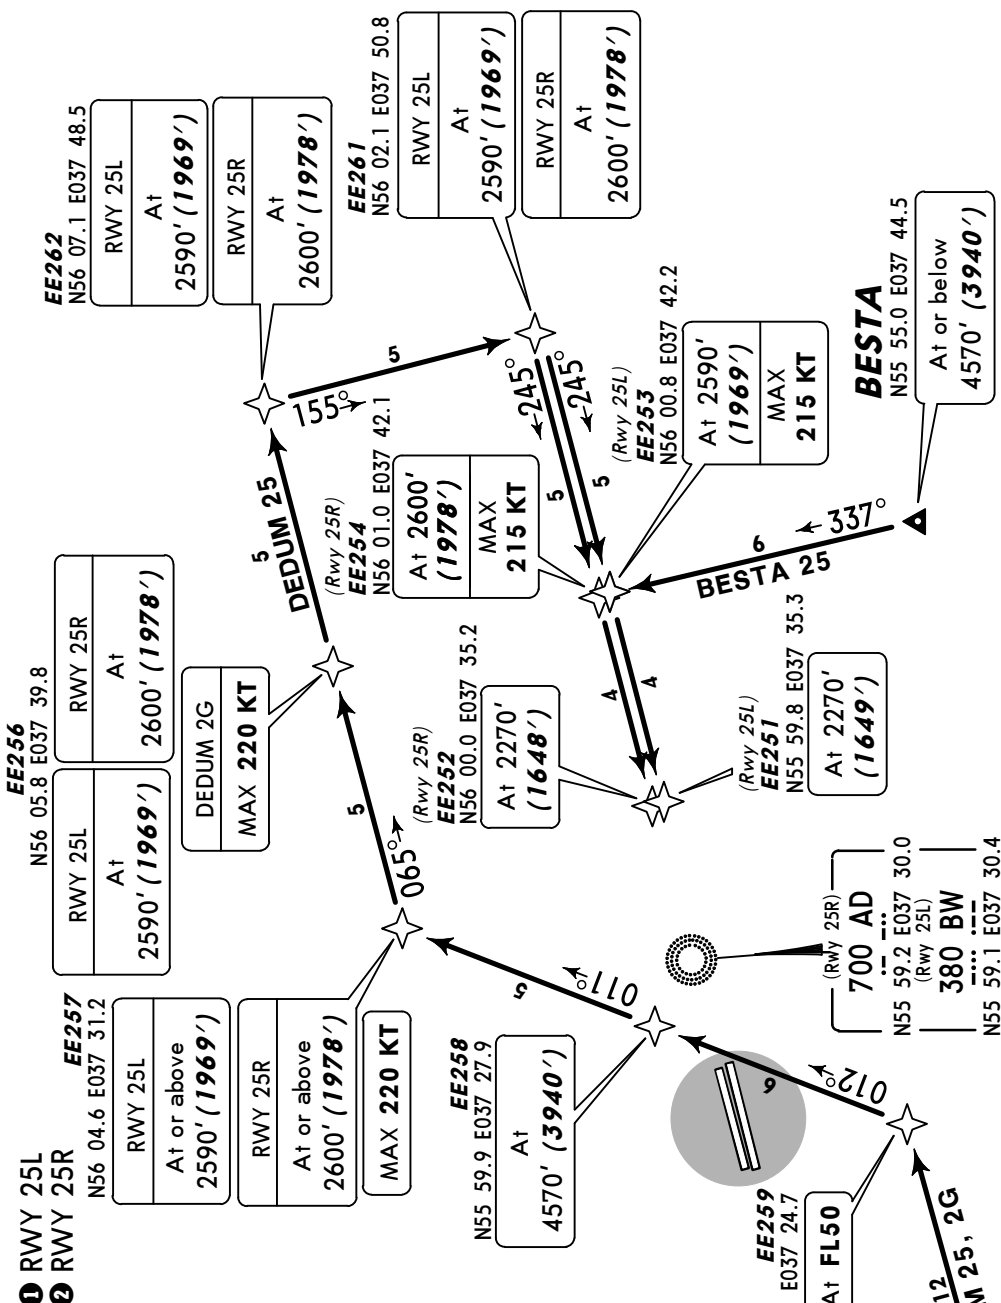 ❶ RWY 25L
❷ RWY 25R
EE262
N56 07.1 E037 48.5
RWY 25L
At
2590' (1969')
RWY 25R
At
2600' (1978')
EE261
N56 02.1 E037 50.8
RWY 25L
At
2590' (1969')
RWY 25R
At
2600' (1978')
EE256
N56 05.8 E037 39.8
RWY 25L
At
2590' (1969')
RWY 25R
At
2600' (1978')
DEDUM 2G
MAX 220 KT
5
DEDUM 25
155°
5
245°
245°
5
5
(Rwy 25R)
EE254
N56 01.0 E037 42.1
At 2600'
(1978')
MAX
215 KT
(Rwy 25L)
EE253
N56 00.8 E037 42.2
At 2590'
(1969')
MAX
215 KT
BESTA
N55 55.0 E037 44.5
At or below
4570' (3940')
337°
6
BESTA 25
4
4
(Rwy 25R)
EE252
N56 00.0 E037 35.2
At 2270'
(1648')
(Rwy 25L)
EE251
N55 59.8 E037 35.3
At 2270'
(1649')
5
065°
EE257
N56 04.6 E037 31.2
RWY 25L
At or above
2590' (1969')
RWY 25R
At or above
2600' (1978')
MAX 220 KT
5
011°
EE258
N55 59.9 E037 27.9
At
4570' (3940')
(Rwy 25R)
700 AD
N55 59.2 E037 30.0
(Rwy 25L)
380 BW
N55 59.1 E037 30.4
6
012°
EE259
E037 24.7
At FL50
12
M 25, 2G